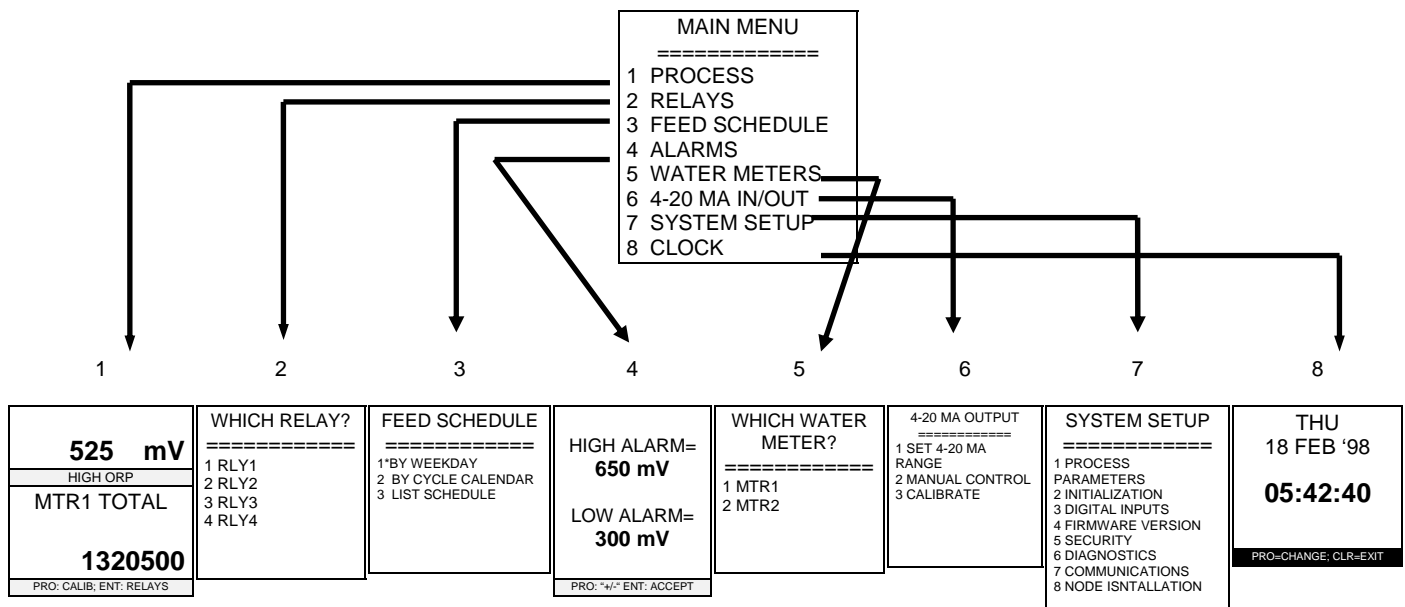 MAIN MENU
=============
1 PROCESS
2 RELAYS
3 FEED SCHEDULE
4 ALARMS
5 WATER METERS
6 4-20 MA IN/OUT
7 SYSTEM SETUP
8 CLOCK
1
2
3
4
5
6
7
8
525 mV
HIGH ORP
MTR1 TOTAL
1320500
PRO: CALIB; ENT: RELAYS
WHICH RELAY?
============
1 RLY1
2 RLY2
3 RLY3
4 RLY4
FEED SCHEDULE
============
1*BY WEEKDAY
2 BY CYCLE CALENDAR
3 LIST SCHEDULE
HIGH ALARM=
650 mV
LOW ALARM=
300 mV
PRO: "+/-" ENT: ACCEPT
WHICH WATER
METER?
============
1 MTR1
2 MTR2
4-20 MA OUTPUT
============
1 SET 4-20 MA
RANGE
2 MANUAL CONTROL
3 CALIBRATE
SYSTEM SETUP
============
1 PROCESS
PARAMETERS
2 INITIALIZATION
3 DIGITAL INPUTS
4 FIRMWARE VERSION
5 SECURITY
6 DIAGNOSTICS
7 COMMUNICATIONS
8 NODE ISNTALLATION
THU
18 FEB '98
05:42:40
PRO=CHANGE; CLR=EXIT